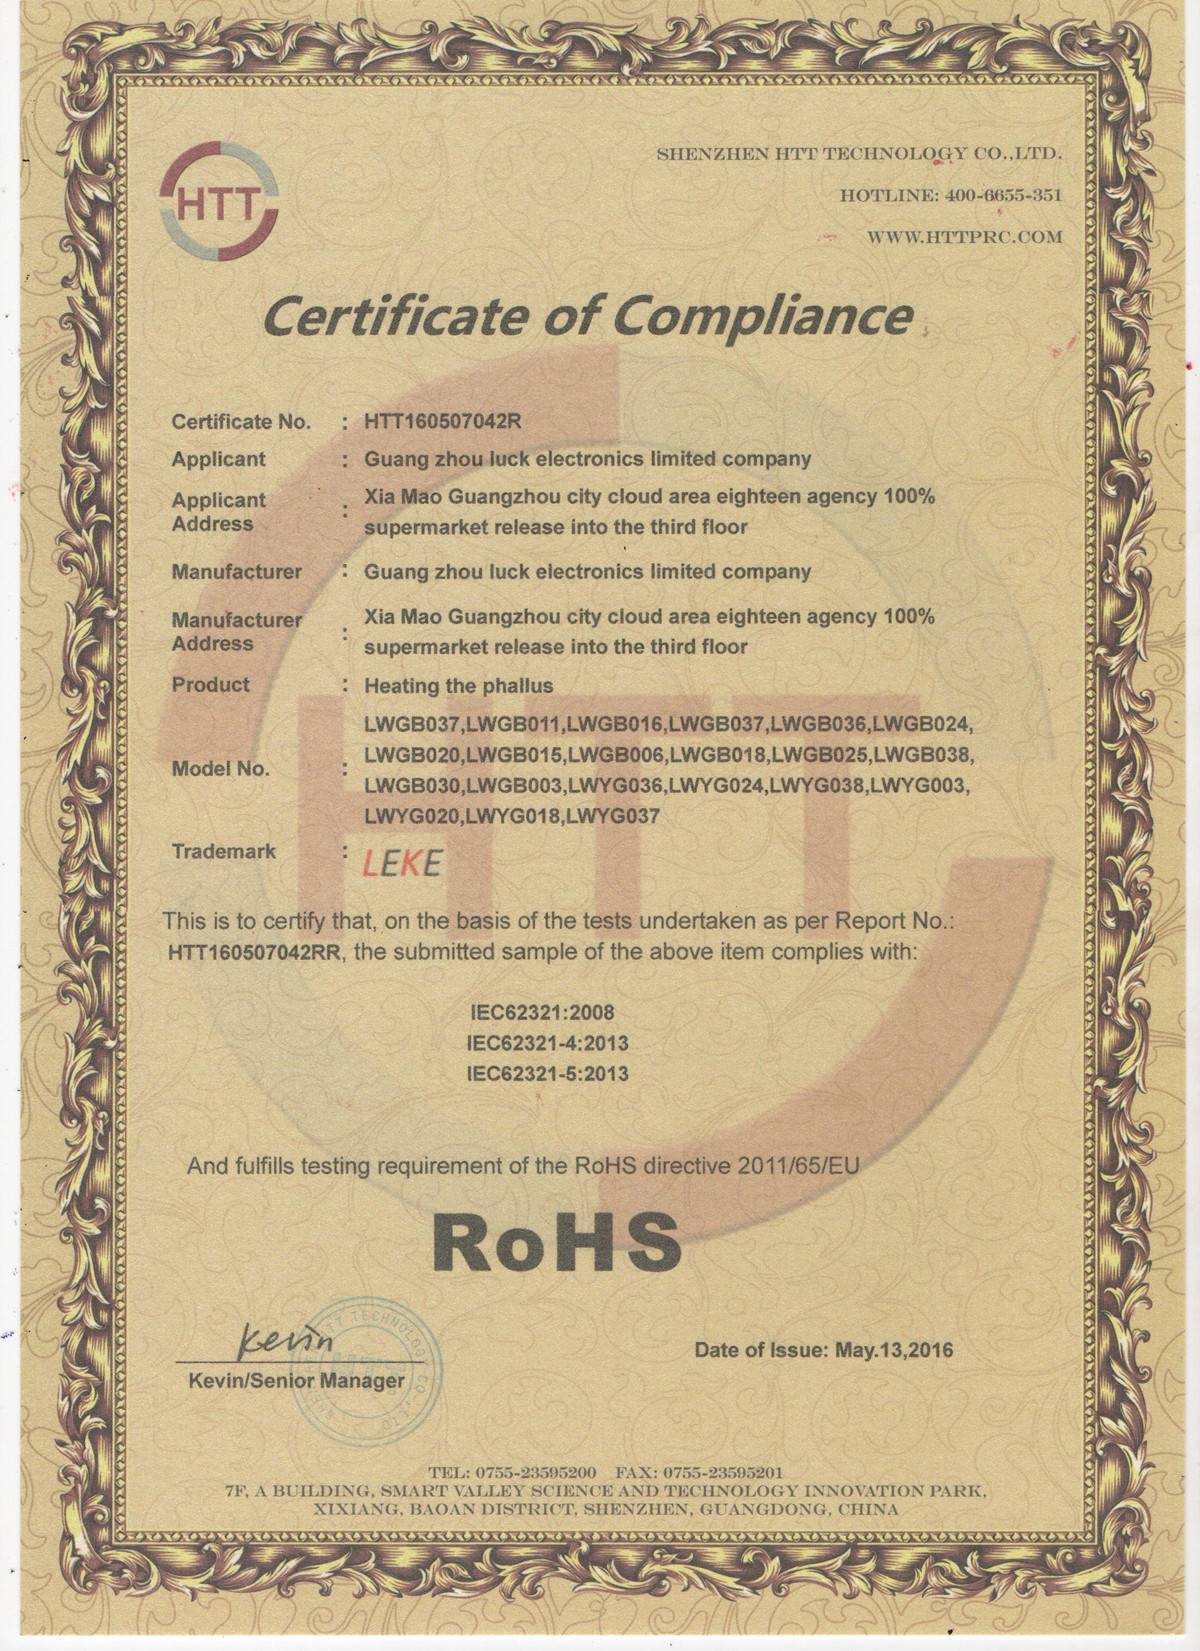 HTT
SHENZHEN HTT TECHNOLOGY CO.,LTD.
HOTLINE: 400-6655-351
WWW.HTTPRC.COM
Certificate of Compliance
Certificate No. : HTT160507042R
Applicant : Guang zhou luck electronics limited company
Applicant Address : Xia Mao Guangzhou city cloud area eighteen agency 100%
supermarket release into the third floor
Manufacturer : Guang zhou luck electronics limited company
Manufacturer Address : Xia Mao Guangzhou city cloud area eighteen agency 100%
supermarket release into the third floor
Product : Heating the phallus
Model No. : LWGB037,LWGB011,LWGB016,LWGB037,LWGB036,LWGB024,
LWGB020,LWGB015,LWGB006,LWGB018,LWGB025,LWGB038,
LWGB030,LWGB003,LWYG036,LWYG024,LWYG038,LWYG003,
LWYG020,LWYG018,LWYG037
Trademark : LEKE
This is to certify that, on the basis of the tests undertaken as per Report No.:
HTT160507042RR, the submitted sample of the above item complies with:
IEC62321:2008
IEC62321-4:2013
IEC62321-5:2013
And fulfills testing requirement of the RoHS directive 2011/65/EU
RoHS
Kevin
Kevin/Senior Manager
Date of Issue: May.13,2016
TEL: 0755-23595200 FAX: 0755-23595201
7F, A BUILDING, SMART VALLEY SCIENCE AND TECHNOLOGY INNOVATION PARK,
XIXIANG, BAOAN DISTRICT, SHENZHEN, GUANGDONG, CHINA